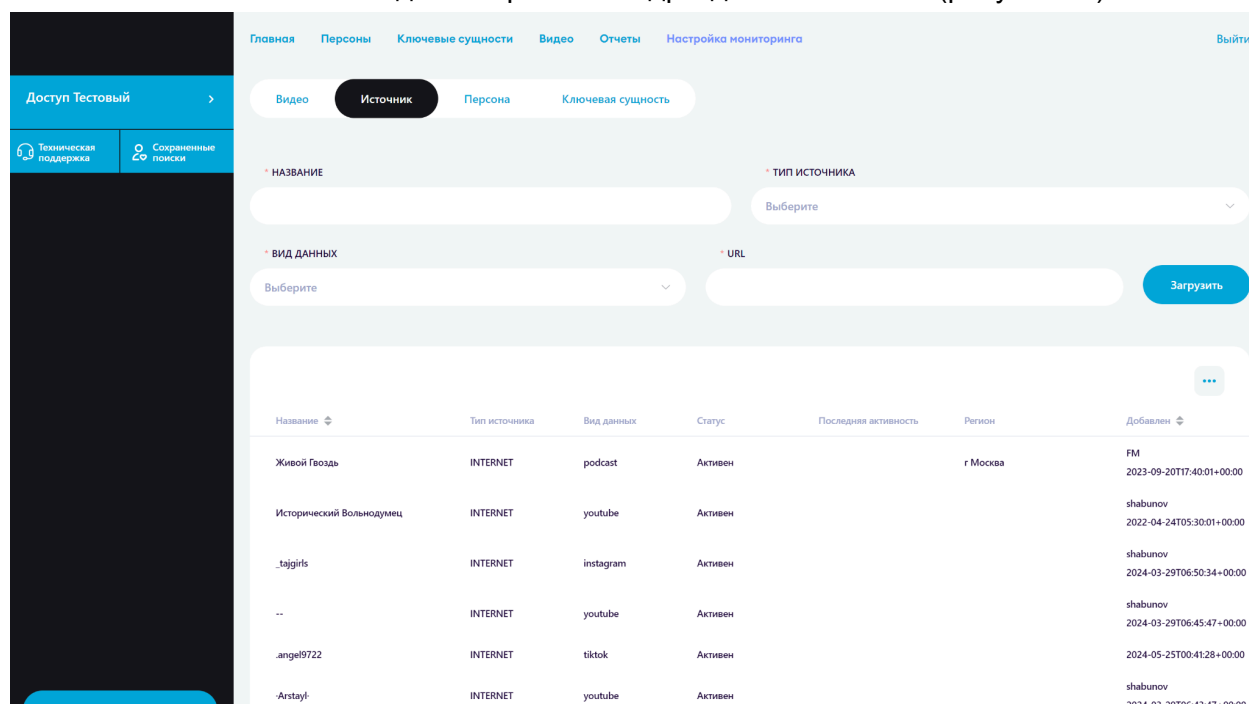 Главная Персоны Ключевые сущности Видео Отчеты Настройка мониторинга Выйти
Доступ Тестовый
Техническая поддержка
Сохраненные поиски
Видео Источник Персона Ключевая сущность
* НАЗВАНИЕ * ТИП ИСТОЧНИКА
Выберите
* ВИД ДАННЫХ * URL
Выберите Загрузить
Название Тип источника Вид данных Статус Последняя активность Регион Добавлен
Живой Гвоздь INTERNET podcast Активен г Москва FM 2023-09-20T17:40:01+00:00
Исторический Вольнодумец INTERNET youtube Активен shabunov 2022-04-24T05:30:01+00:00
_tajgirls INTERNET instagram Активен shabunov 2024-03-29T06:50:34+00:00
-- INTERNET youtube Активен shabunov 2024-03-29T06:45:47+00:00
.angel9722 INTERNET tiktok Активен 2024-05-25T00:41:28+00:00
·Arstayl· INTERNET youtube Активен shabunov